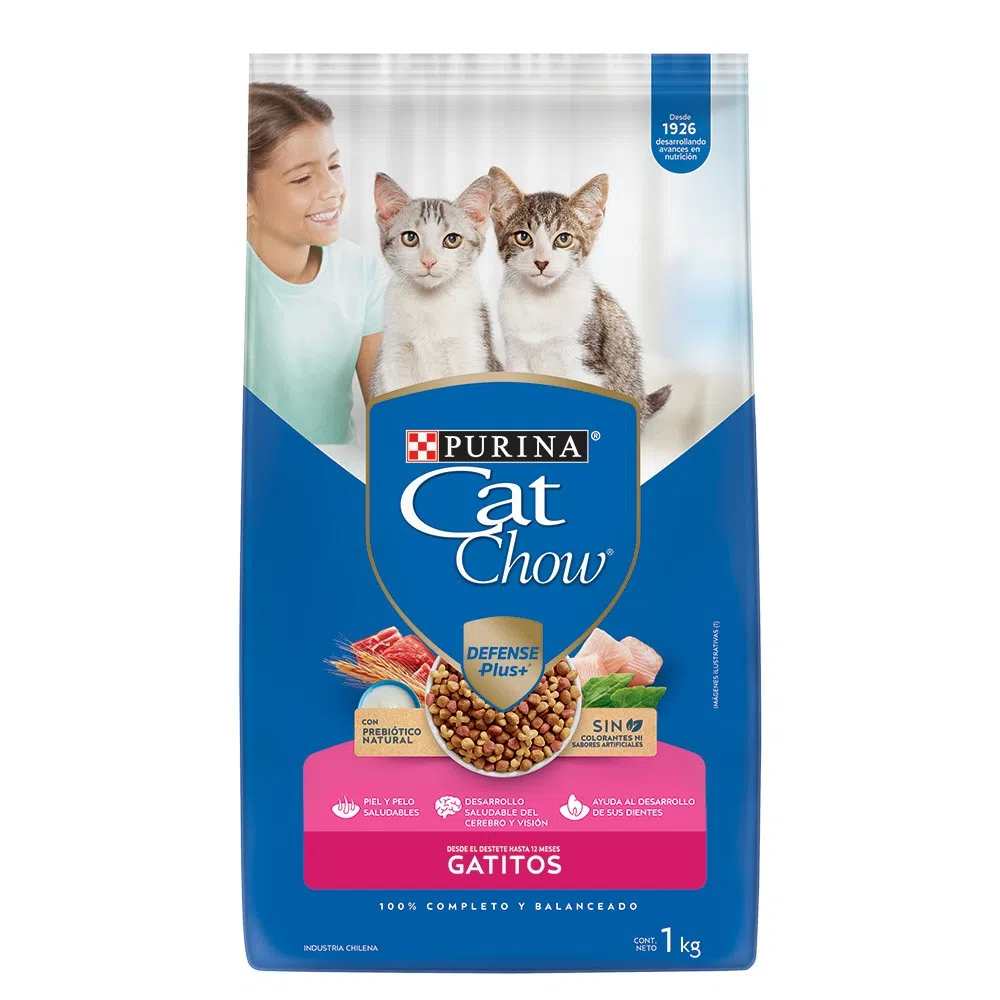 Desde
1926
desarrollando
avances en
nutrición
PURINA®
Cat
Chow®
DEFENSE
Plus+
CON
PREBIÓTICO
NATURAL
SIN
COLORANTES NI
SABORES ARTIFICIALES
IMÁGENES ILUSTRATIVAS (1)
PIEL Y PELO
SALUDABLES
DESARROLLO
SALUDABLE DEL
CEREBRO Y VISIÓN
AYUDA AL DESARROLLO
DE SUS DIENTES
DESDE EL DESTETE HASTA 12 MESES
GATITOS
100% COMPLETO Y BALANCEADO
INDUSTRIA CHILENA
CONT.
NETO 1 kg